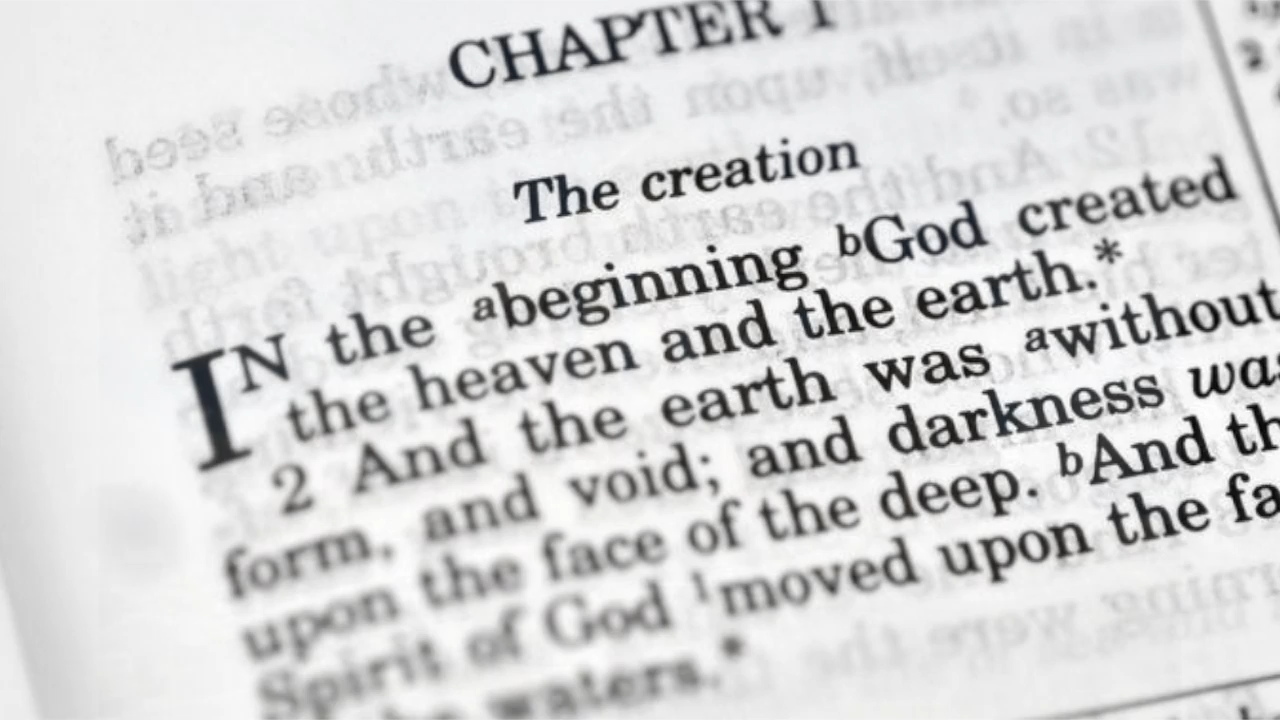 CHAPTER 1
The creation
IN the abeginning bGod created
the heaven and the earth.*
2 And the earth was awithout
form, and void; and darkness was
upon the face of the deep. bAnd
Spirit of God 1moved upon the
waters.*